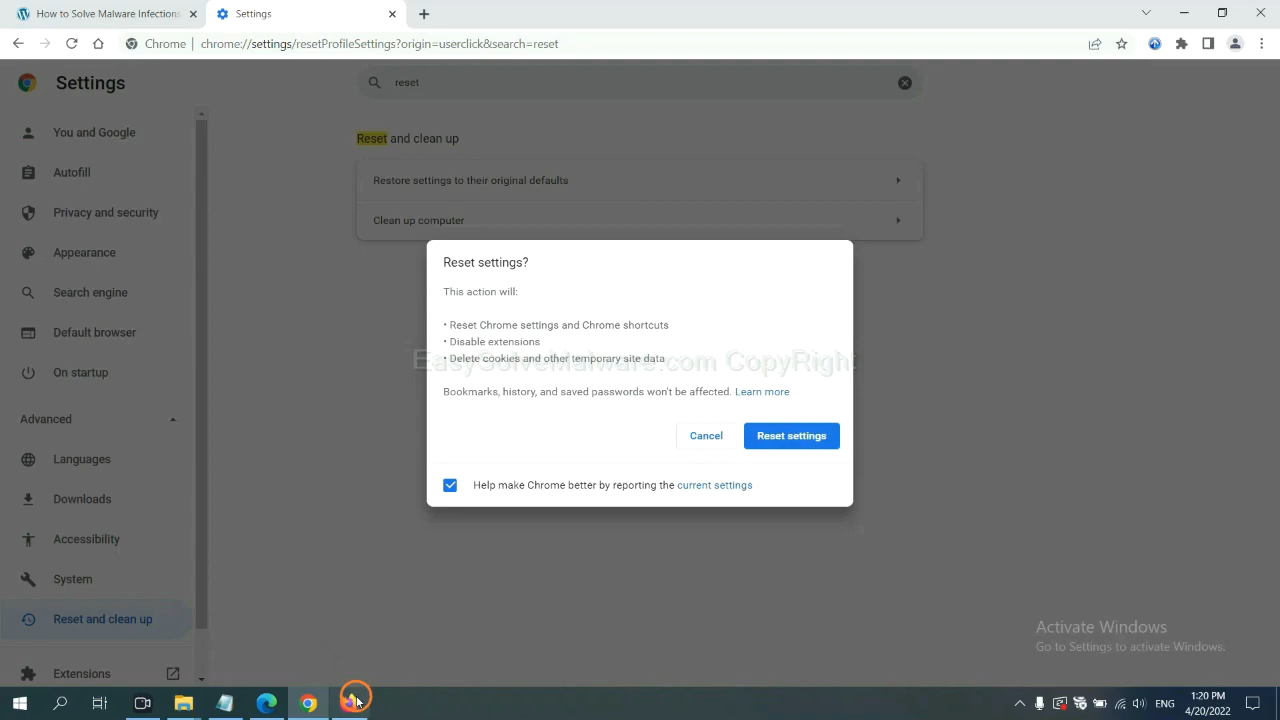 How to Solve Malware Infections
Settings
Chrome | chrome://settings/resetProfileSettings?origin=userclick&search=reset
Settings
reset
You and Google
Autofill
Privacy and security
Appearance
Search engine
Default browser
On startup
Advanced
Languages
Downloads
Accessibility
System
Reset and clean up
Extensions
Reset and clean up
Restore settings to their original defaults
Clean up computer
Reset settings?
This action will:
• Reset Chrome settings and Chrome shortcuts
• Disable extensions
• Delete cookies and other temporary site data
EasySolveMalware.com CopyRight
Bookmarks, history, and saved passwords won't be affected. Learn more
Cancel
Reset settings
Help make Chrome better by reporting the current settings
Activate Windows
Go to Settings to activate Windows.
ENG
1:20 PM
4/20/2022